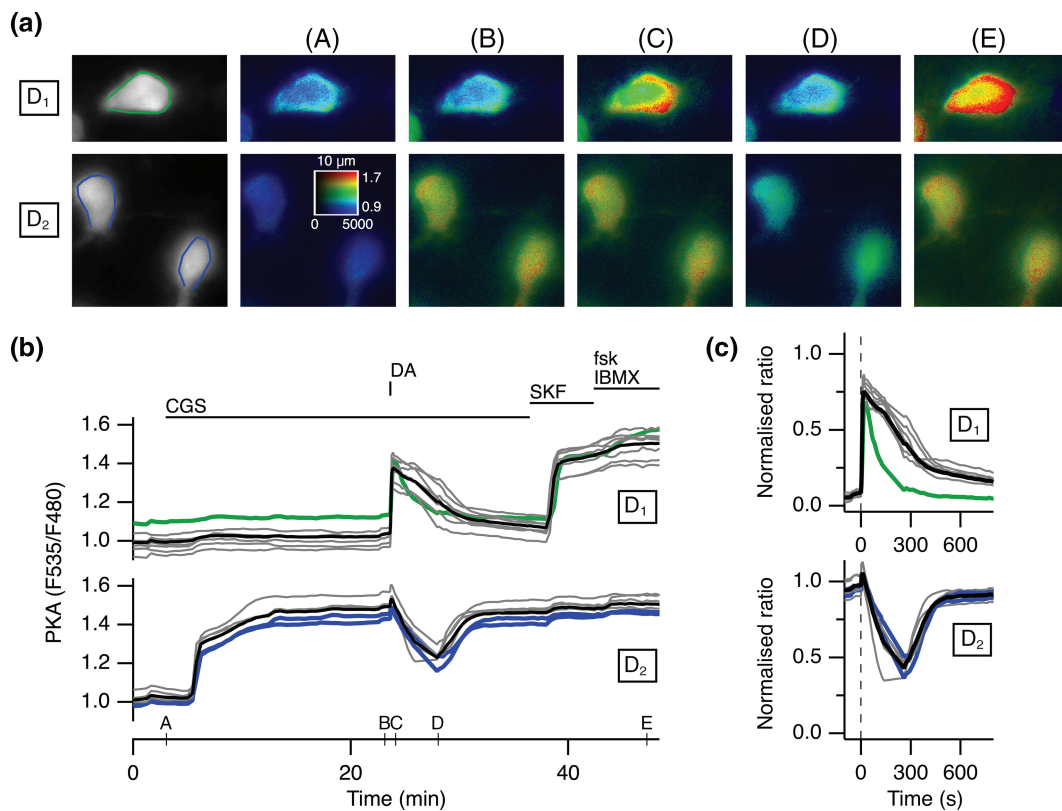 (a)
(A) (B) (C) (D) (E)
D1
D2
10 µm
1.7
0.9
0 5000
(b)
DA
fsk
IBMX
SKF
CGS
1.6
1.4
1.2
1.0
D1
PKA (F535/F480)
1.6
1.4
1.2
1.0
D2
A B C D E
0 20 40
Time (min)
(c)
Normalised ratio
1.0
0.5
0.0
D1
0 300 600
Normalised ratio
1.0
0.5
0.0
D2
0 300 600
Time (s)